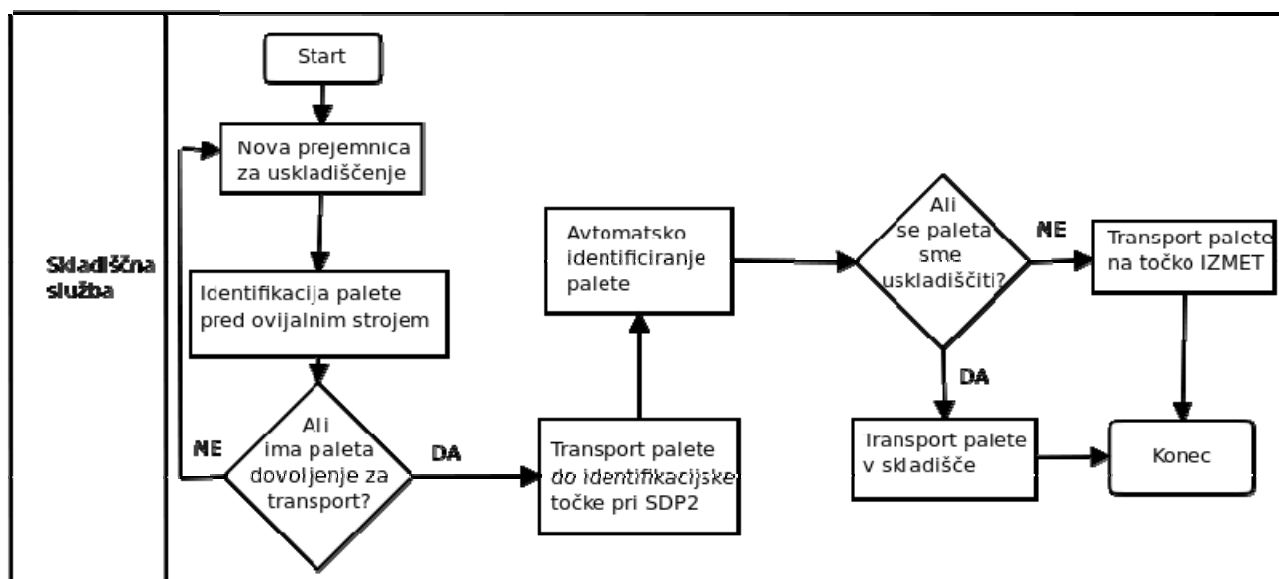 Start
Nova prejemnica
za uskladiščenje
Skladiščna
služba
Identifikacija palete
pred ovijalnim strojem
Ali
ima paleta
dovoljenje za
transport?
NE
DA
Transport palete
do identifikacijske
točke pri SDP2
Avtomatsko
identificiranje
palete
Ali
se paleta
sme
uskladiščiti?
NE
Transport palete
na točko IZMET
DA
Transport palete
v skladišče
Konec